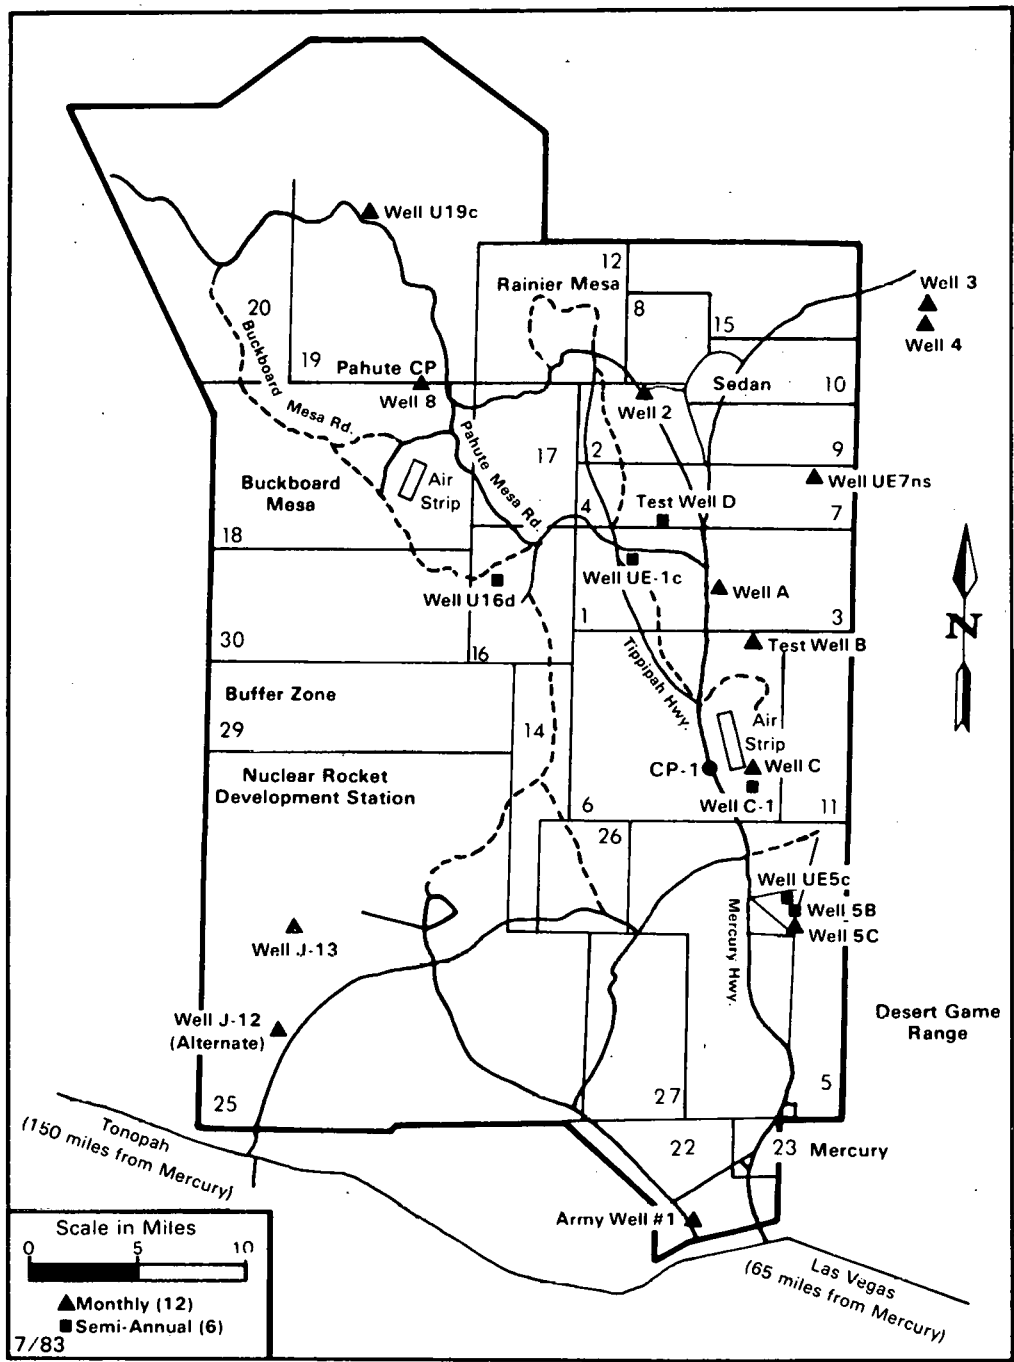 Well U19c
12
Rainier Mesa
Well 3
8
15
Well 4
20
Buckboard
Mesa Rd.
19
Pahute CP
Well 8
Sedan
10
Well 2
Pahute Mesa Rd.
17
2
9
Buckboard
Mesa
Air
Strip
Well UE7ns
Test Well D
4
7
18
Well UE-1c
Well U16d
Well A
N
1
3
30
16
Test Well B
Tippipah Hwy.
Buffer Zone
29
14
Air
Strip
CP-1
Well C
Nuclear Rocket
Development Station
Well C-1
6
11
26
Well UE5c
Well 5B
Well 5C
Mercury Hwy.
Well J-13
Desert Game
Range
Well J-12
(Alternate)
25
27
5
Tonopah
(150 miles from Mercury)
22
23
Mercury
Army Well #1
Las Vegas
(65 miles from Mercury)
Scale in Miles
0 5 10
Monthly (12)
Semi-Annual (6)
7/83